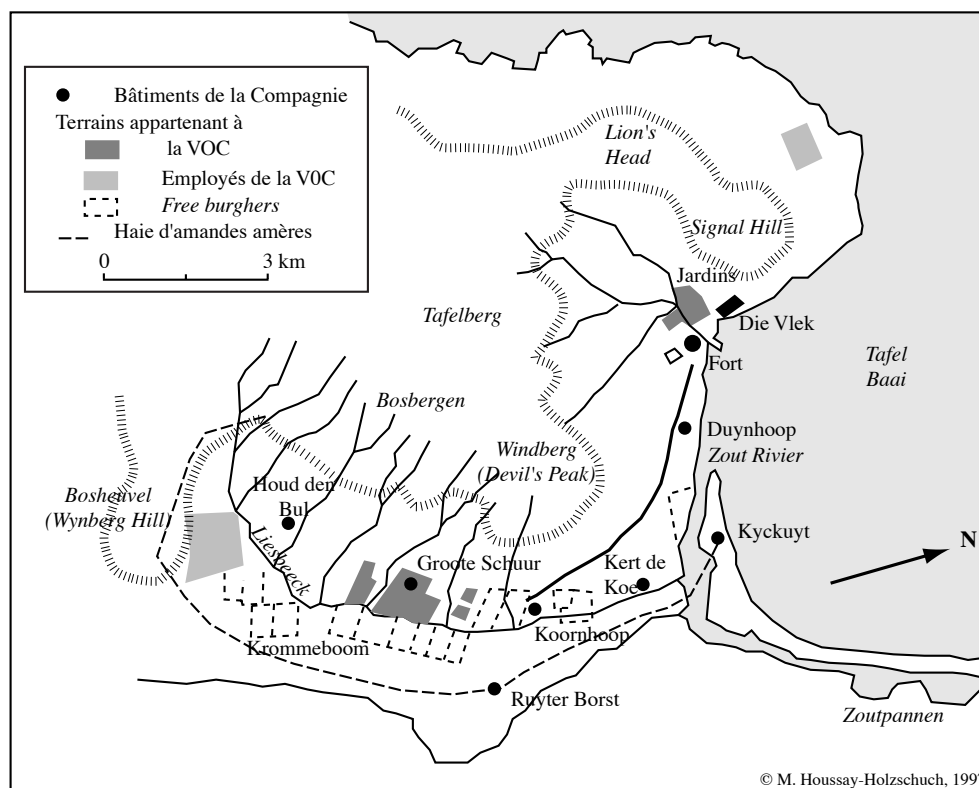 Bâtiments de la Compagnie
Terrains appartenant à
la VOC
Employés de la V0C
Free burghers
Haie d'amandes amères
0 3 km
Lion's
Head
Signal Hill
Jardins
Die Vlek
Tafelberg
Fort
Tafel
Baai
Bosbergen
Duynhoop
Windberg
(Devil's Peak)
Zout Rivier
Bosheuvel
(Wynberg Hill)
Houd den
Bul
Liesbeeck
Kyckuyt
N
Groote Schuur
Kert de
Koe
Koornhoop
Krommeboom
Ruyter Borst
Zoutpannen
© M. Houssay-Holzschuch, 199